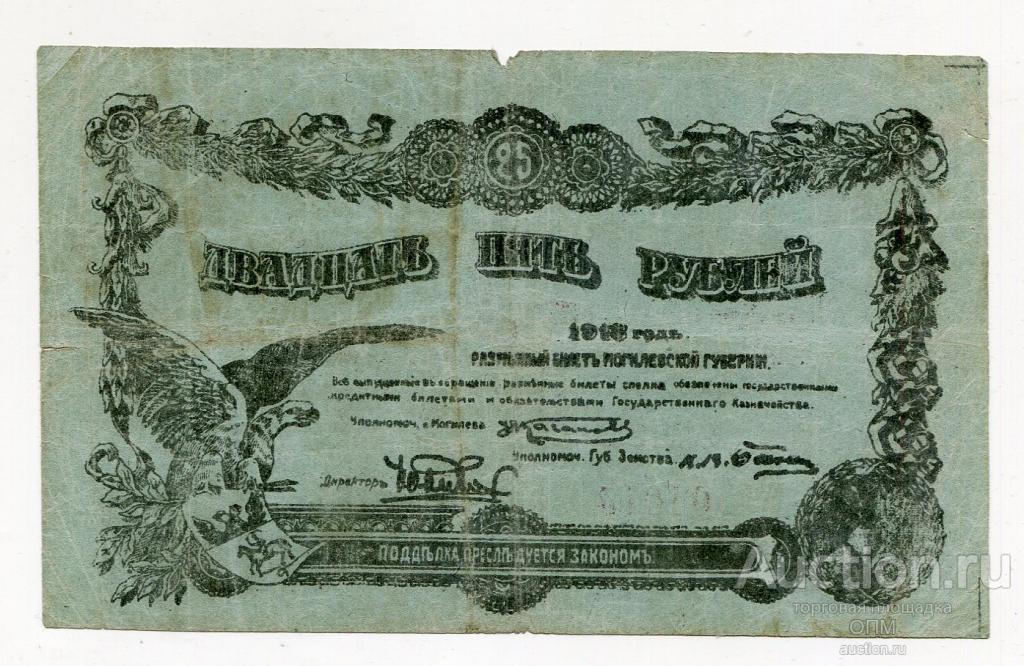 25
ДВАДЦАТЬ ПЯТЬ РУБЛЕЙ
1918 годъ.
РАЗМѢННЫЙ БИЛЕТЪ МОГИЛЕВСКОЙ ГУБЕРНІИ.
Всѣ выпущенные въ обращеніе размѣнные билеты сполна обезпечены государственными
кредитными билетами и обязательствами Государственнаго Казначейства.
Уполномоч. г. Могилева
Уполномоч. Губ. Земства
Директоръ
ПОДДѢЛКА ПРЕСЛѢДУЕТСЯ ЗАКОНОМЪ
Auction.ru
торговая площадка
ОПМ
auction.ru